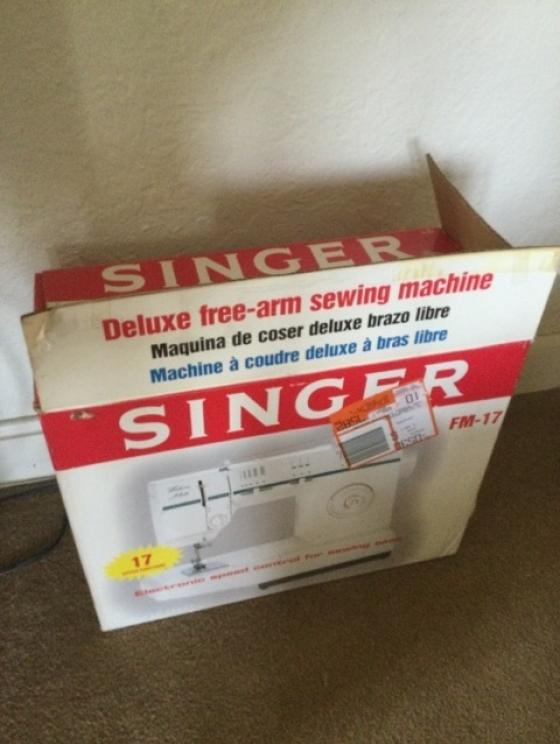 SINGER
Deluxe free-arm sewing machine
Maquina de coser deluxe brazo libre
Machine à coudre deluxe à bras libre
SINGER
FM-17
17
Electronic speed control for sewing ease